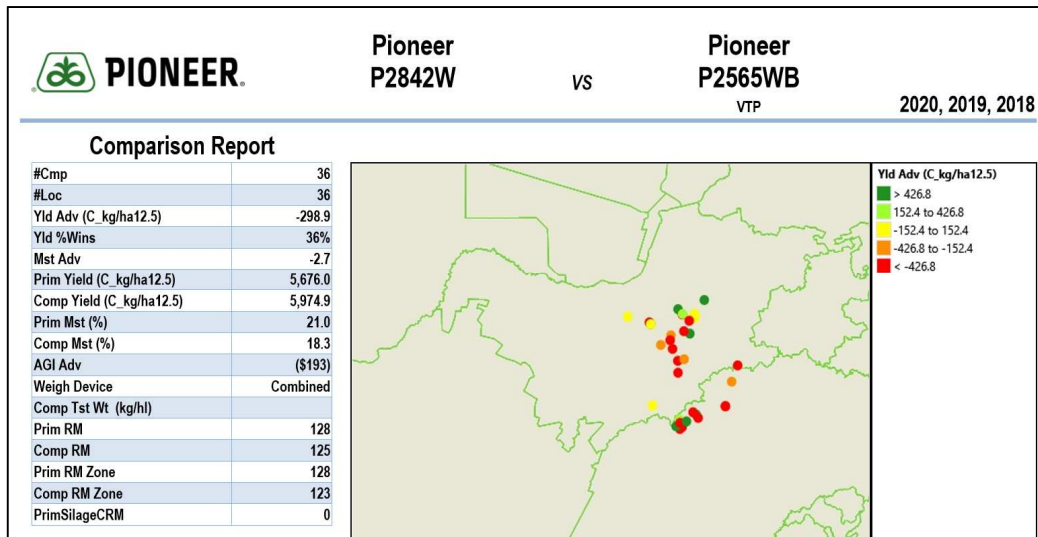 Pioneer
P2842W
VS
Pioneer
P2565WB
VTP
PIONEER.
2020, 2019, 2018
Comparison Report
#Cmp 36
#Loc 36
Yld Adv (C_kg/ha12.5) -298.9
Yld %Wins 36%
Mst Adv -2.7
Prim Yield (C_kg/ha12.5) 5,676.0
Comp Yield (C_kg/ha12.5) 5,974.9
Prim Mst (%) 21.0
Comp Mst (%) 18.3
AGI Adv ($193)
Weigh Device Combined
Comp Tst Wt (kg/hl)
Prim RM 128
Comp RM 125
Prim RM Zone 128
Comp RM Zone 123
PrimSilageCRM 0
Yld Adv (C_kg/ha12.5)
> 426.8
152.4 to 426.8
-152.4 to 152.4
-426.8 to -152.4
< -426.8